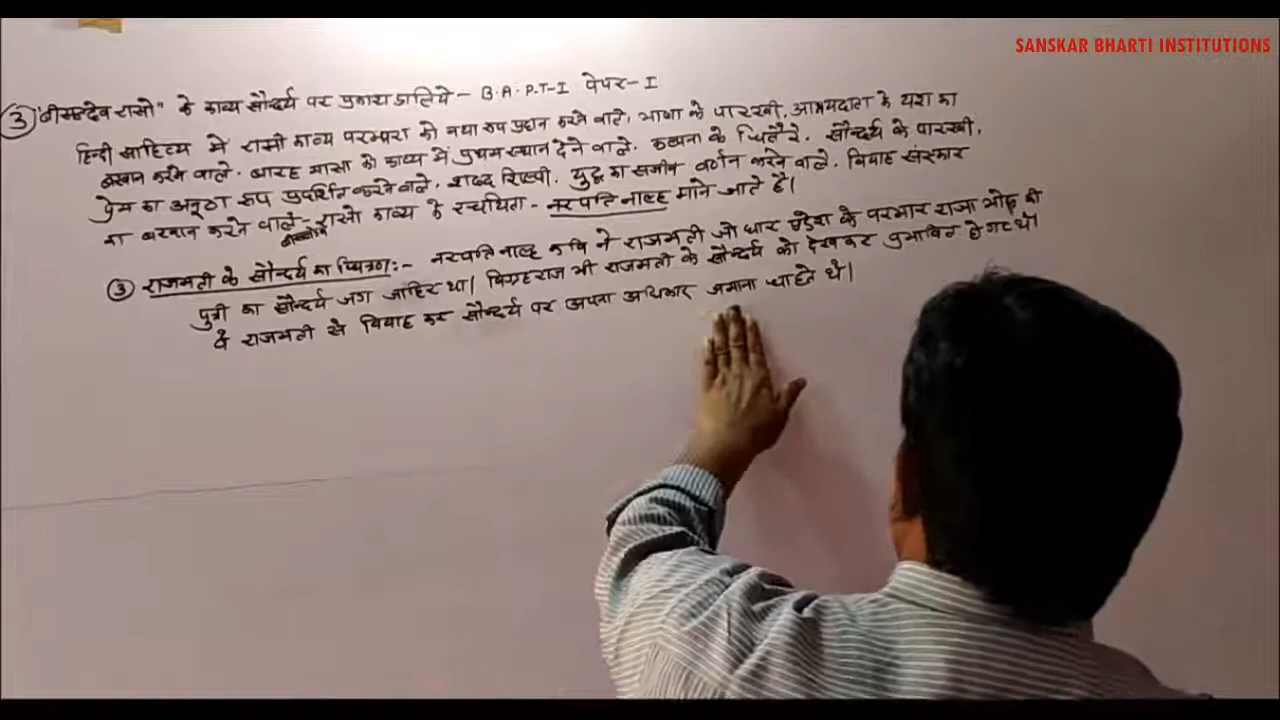 SANSKAR BHARTI INSTITUTIONS
③ "बीसलदेव रासो" के काव्य सौन्दर्य पर प्रकाश डालिये - B.A. P.T-I पेपर-I
हिन्दी साहित्य में रासो काव्य परम्परा को नया रूप प्रदान करने वाले, भाषा के पारखी, आश्रयदाता के यश का
बखान करने वाले, बारह मासा को काव्य में प्रथम स्थान देने वाले, कल्पना के चितेरे, सौन्दर्य के पारखी,
प्रेम का अनूठा रूप प्रदर्शित करने वाले, शब्द शिल्पी, युद्ध का सजीव वर्णन करने वाले, विवाह संस्कार
का बखान करने वाले - रासो काव्य के रचयिता - नरपति नाल्ह माने जाते है।
① राजमती के सौन्दर्य का चित्रण:- नरपति नाल्ह कवि ने राजमती जो धार प्रदेश के परमार राजा भोज की
पुत्री का सौन्दर्य जग जाहिर था। विग्रहराज भी राजमती के सौन्दर्य को देखकर प्रभावित हो गए थे।
वे राजमती से विवाह कर सौन्दर्य पर अपना अधिकार जमाना चाहते थे।